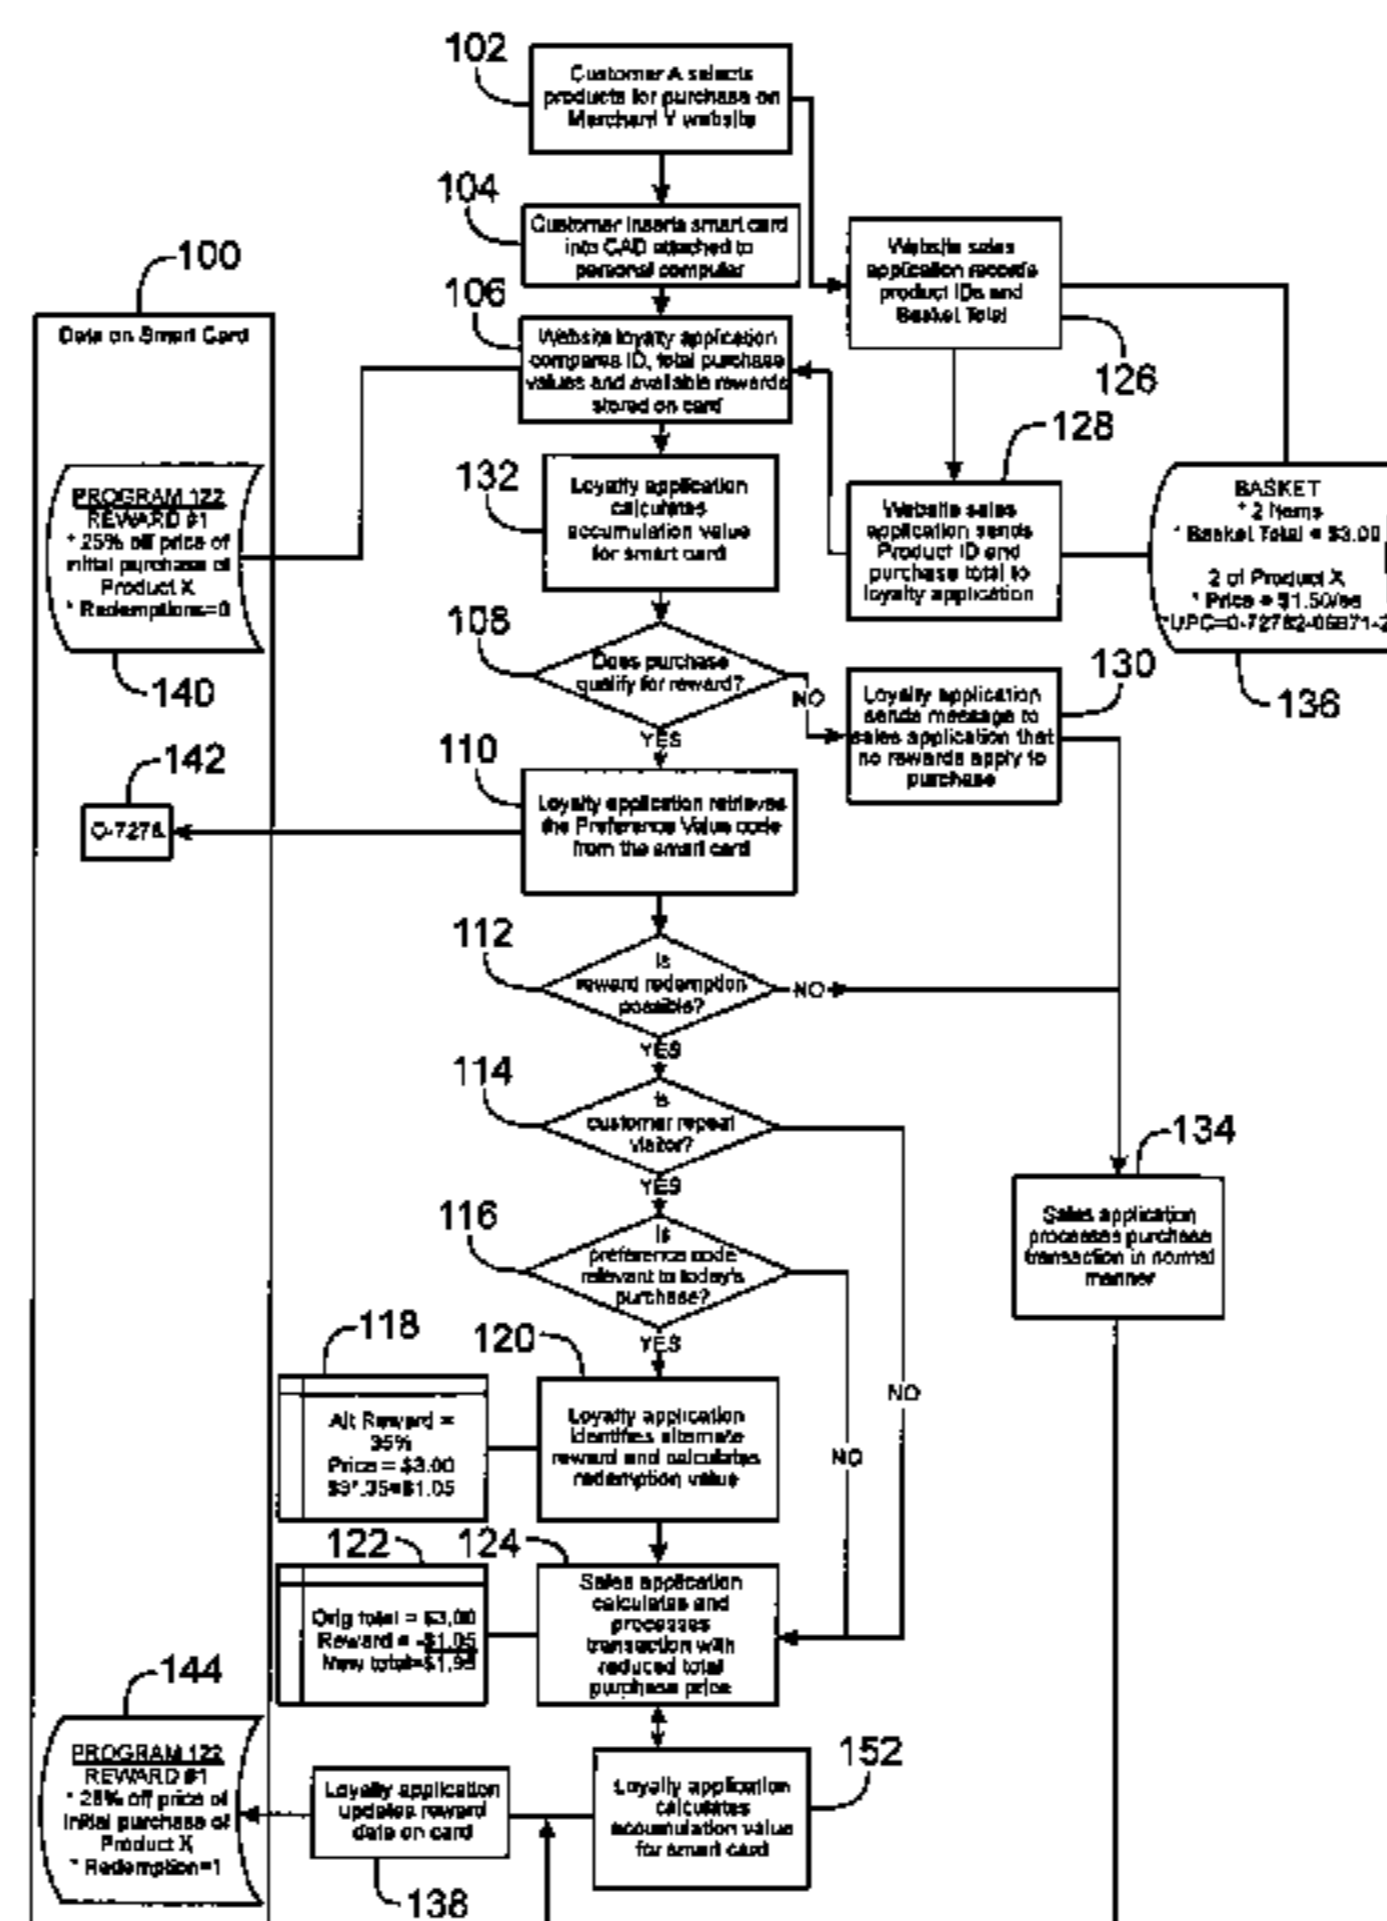 102
Customer A selects
products for purchase on
Merchant Y website
104
Customer inserts smart card
into CAD attached to
personal computer
Website sales
application records
product IDs and
Basket Total
126
100
Data on Smart Card
106
Website loyalty application
compares ID, total purchase
values and available rewards
stored on card
128
132
Loyalty application
calculates
accumulation value
for smart card
Website sales
application sends
Product ID and
purchase total to
loyalty application
BASKET
* 2 Items
* Basket Total = $3.00
2 of Product X
* Price = $1.50/ea
136
PROGRAM 122
REWARD #1
* 25% off price of
initial purchase of
Product X
* Redemptions=0
140
108
Does purchase
qualify for reward?
NO
YES
130
Loyalty application
sends message to
sales application that
no rewards apply to
purchase
142
110
Loyalty application retrieves
the Preference Value code
from the smart card
112
Is
reward redemption
possible?
NO
YES
114
Is
customer repeat
visitor?
YES
NO
134
Sales application
processes purchase
transaction in normal
manner
116
Is
preference code
relevant to today's
purchase?
YES
NO
118
Alt Reward =
35%
Price = $3.00
$3*.35=$1.05
120
Loyalty application
identifies alternate
reward and calculates
redemption value
122
Orig total = $3.00
Reward = -$1.05
New total=$1.95
124
Sales application
calculates and
processes
transaction with
reduced total
purchase price
144
PROGRAM 122
REWARD #1
* 25% off price of
initial purchase of
Product X
* Redemption=1
Loyalty application
updates reward
data on card
138
152
Loyally application
calculates
accumulation value
for smart card